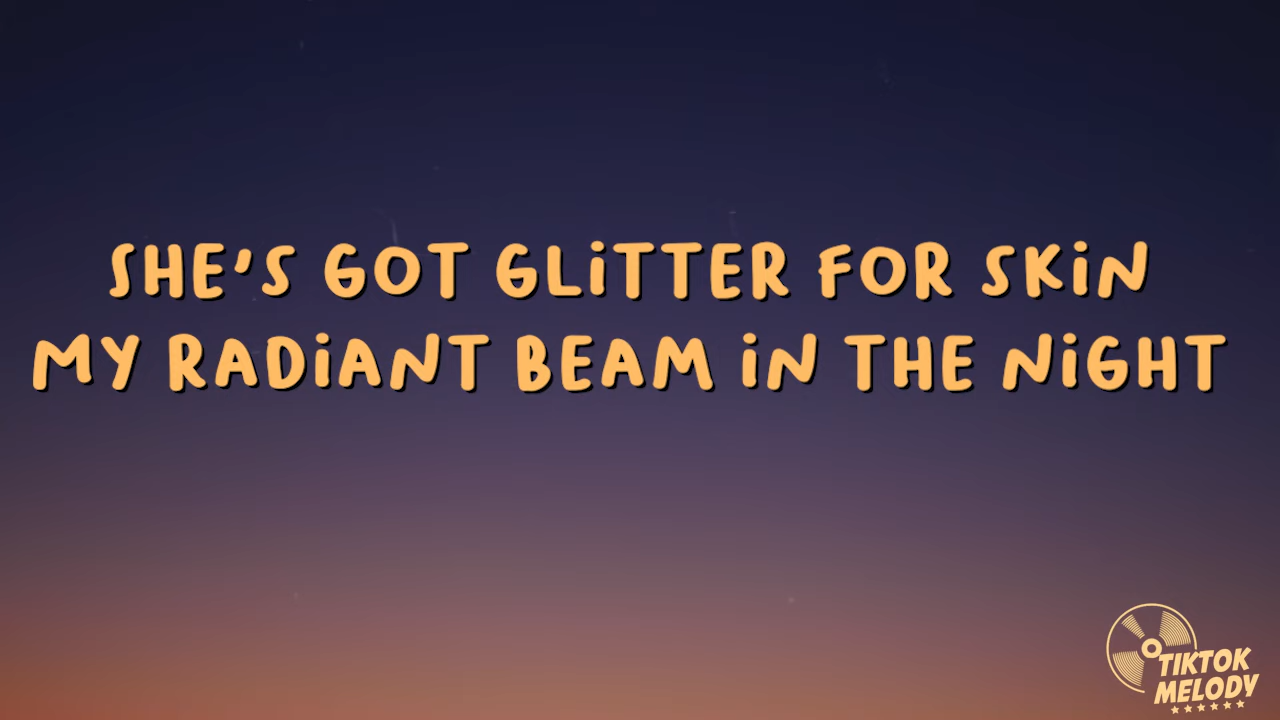 SHE'S GOT GLITTER FOR SKIN
MY RADIANT BEAM IN THE NIGHT
TIKTOK
MELODY